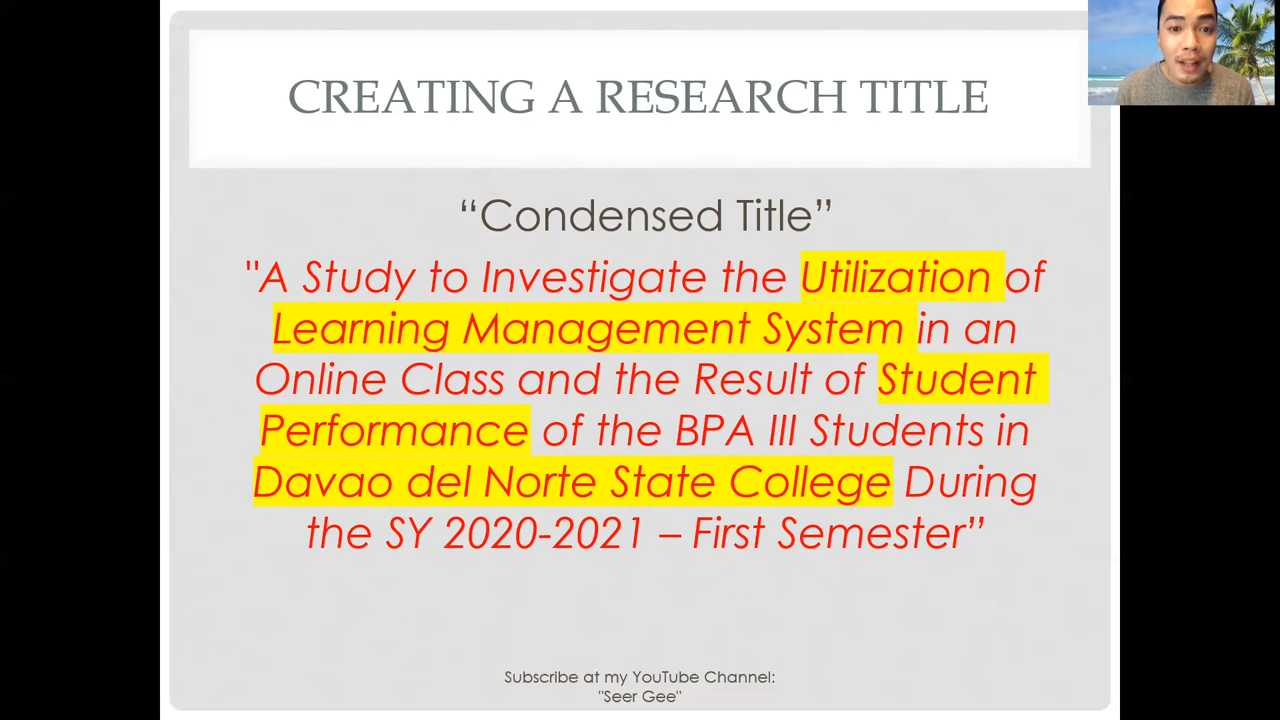 CREATING A RESEARCH TITLE
“Condensed Title”
"A Study to Investigate the Utilization of
Learning Management System in an
Online Class and the Result of Student
Performance of the BPA III Students in
Davao del Norte State College During
the SY 2020-2021 – First Semester”
Subscribe at my YouTube Channel:
"Seer Gee"